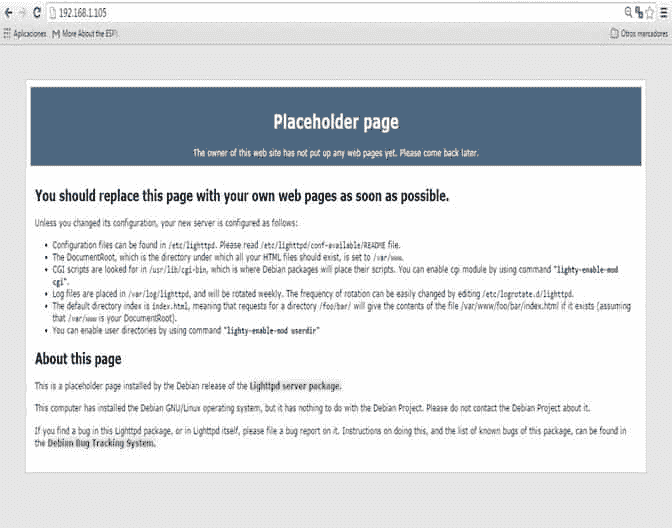 192.168.1.105
Aplicaciones More About the ESP! Otros marcadores
Placeholder page
The owner of this web site has not put up any web pages yet. Please come back later.
You should replace this page with your own web pages as soon as possible.
Unless you changed its configuration, your new server is configured as follows:
• Configuration files can be found in /etc/lighttpd. Please read /etc/lighttpd/conf-available/README file.
• The DocumentRoot, which is the directory under which all your HTML files should exist, is set to /var/www.
• CGI scripts are looked for in /usr/lib/cgi-bin, which is where Debian packages will place their scripts. You can enable cgi module by using command "lighty-enable-mod
cgi".
• Log files are placed in /var/log/lighttpd, and will be rotated weekly. The frequency of rotation can be easily changed by editing /etc/logrotate.d/lighttpd.
• The default directory index is index.html, meaning that requests for a directory /foo/bar/ will give the contents of the file /var/www/foo/bar/index.html if it exists (assuming
that /var/www is your DocumentRoot).
• You can enable user directories by using command "lighty-enable-mod userdir"
About this page
This is a placeholder page installed by the Debian release of the Lighttpd server package.
This computer has installed the Debian GNU/Linux operating system, but it has nothing to do with the Debian Project. Please do not contact the Debian Project about it.
If you find a bug in this Lighttpd package, or in Lighttpd itself, please file a bug report on it. Instructions on doing this, and the list of known bugs of this package, can be found in
the Debian Bug Tracking System.